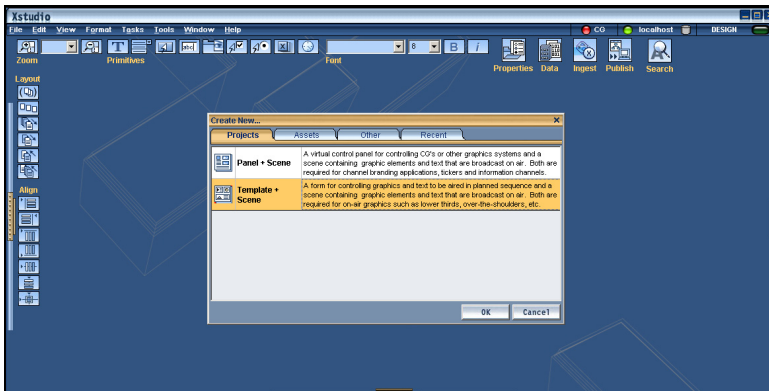 Xstudio
File Edit View Format Tasks Tools Window Help
CG localhost DESIGN
T abc 8 B i
Zoom Primitives Font Properties Data Ingest Publish Search
Layout
Align
Create New...
Projects Assets Other Recent
Panel + Scene
A virtual control panel for controlling CG's or other graphics systems and a
scene containing graphic elements and text that are broadcast on air. Both are
required for channel branding applications, tickers and information channels.
Template +
Scene
A form for controlling graphics and text to be aired in planned sequence and a
scene containing graphic elements and text that are broadcast on air. Both are
required for on-air graphics such as lower thirds, over-the-shoulders, etc.
OK Cancel